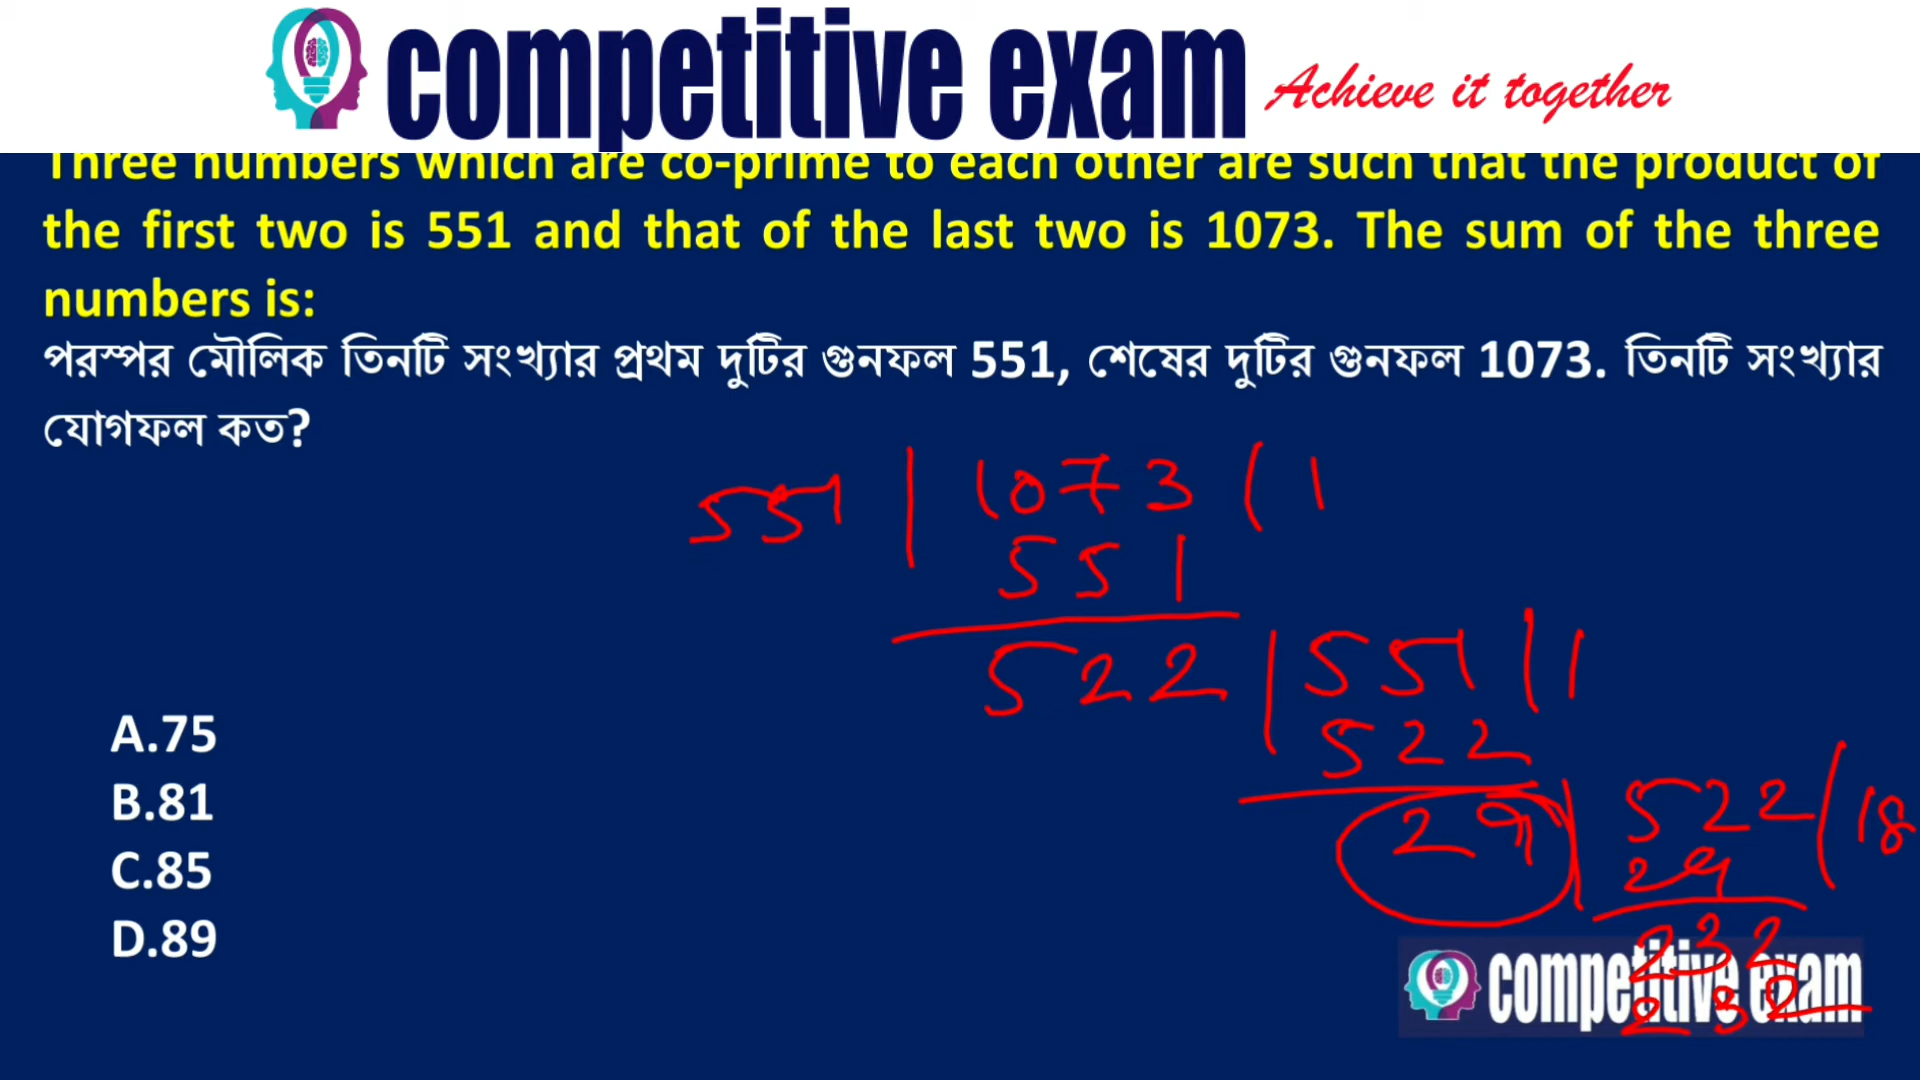 competitive exam Achieve it together
Three numbers which are co-prime to each other are such that the product of
the first two is 551 and that of the last two is 1073. The sum of the three
numbers is:
পরস্পর মৌলিক তিনটি সংখ্যার প্রথম দুটির গুনফল 551, শেষের দুটির গুনফল 1073. তিনটি সংখ্যার
যোগফল কত?
551 | 1073 ( 1
551
522 | 551 | 1
522
29 | 522 ( 18
29
232
232
A.75
B.81
C.85
D.89
competitive exam